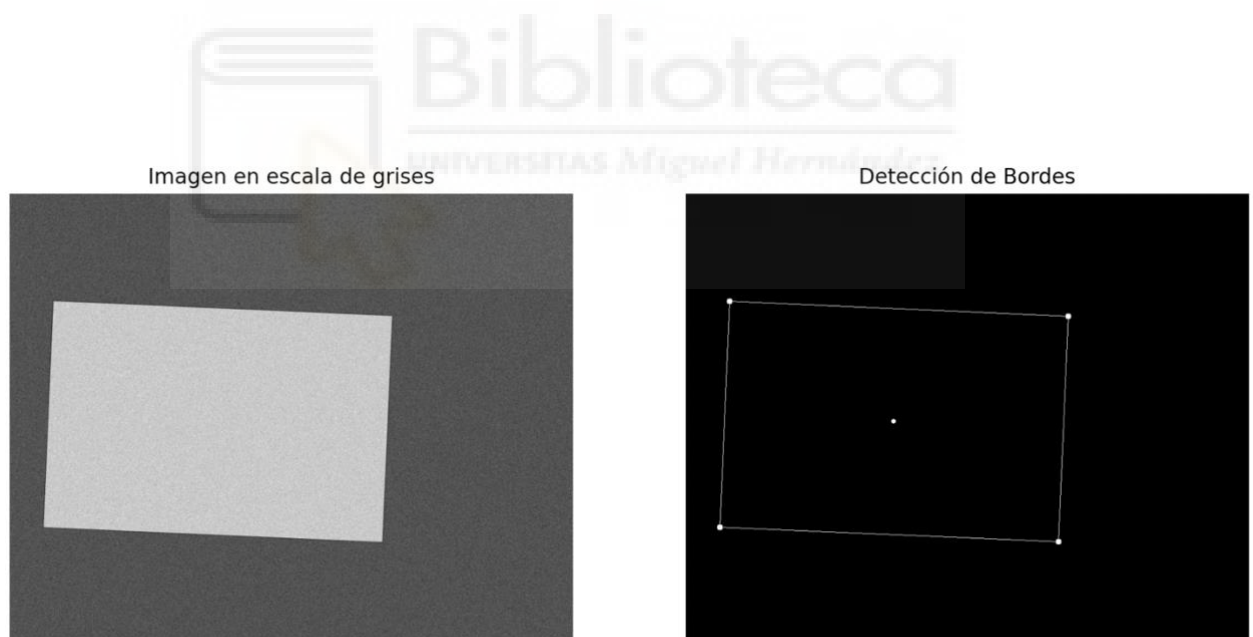 Biblioteca
UNIVERSITAS Miguel Hernández
Imagen en escala de grises
Detección de Bordes